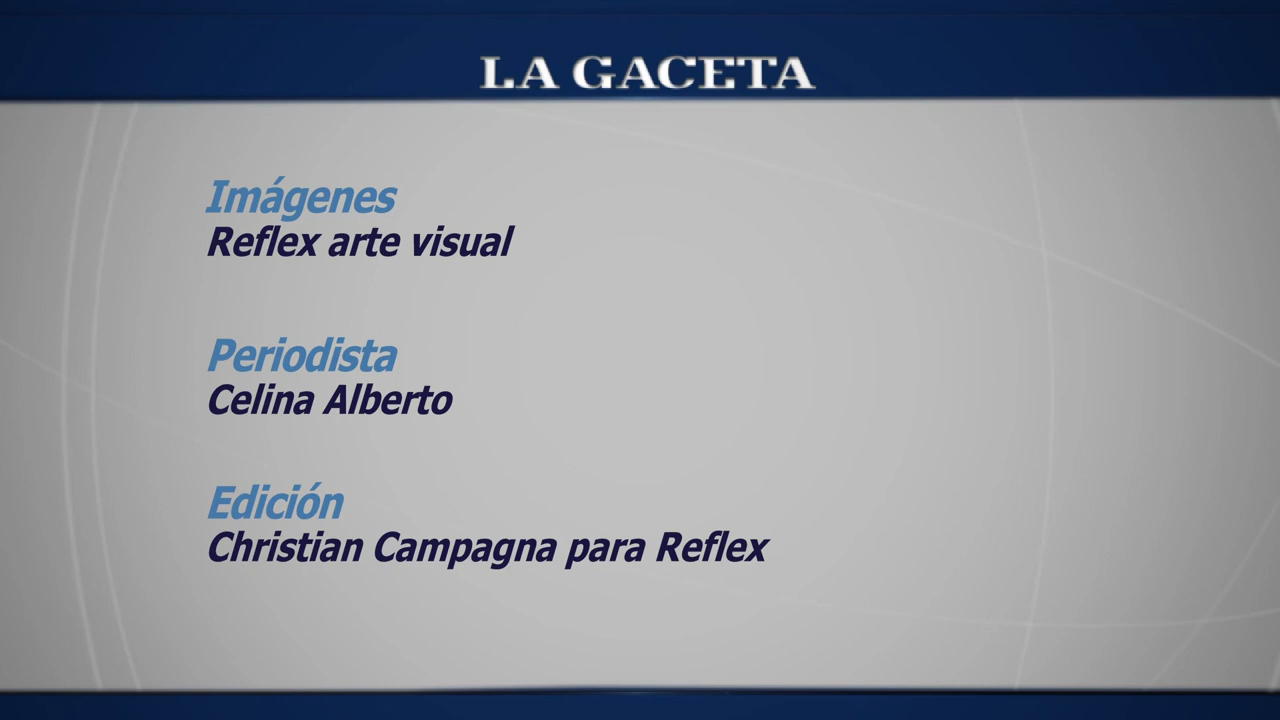 LA GACETA
Imágenes
Reflex arte visual
Periodista
Celina Alberto
Edición
Christian Campagna para Reflex